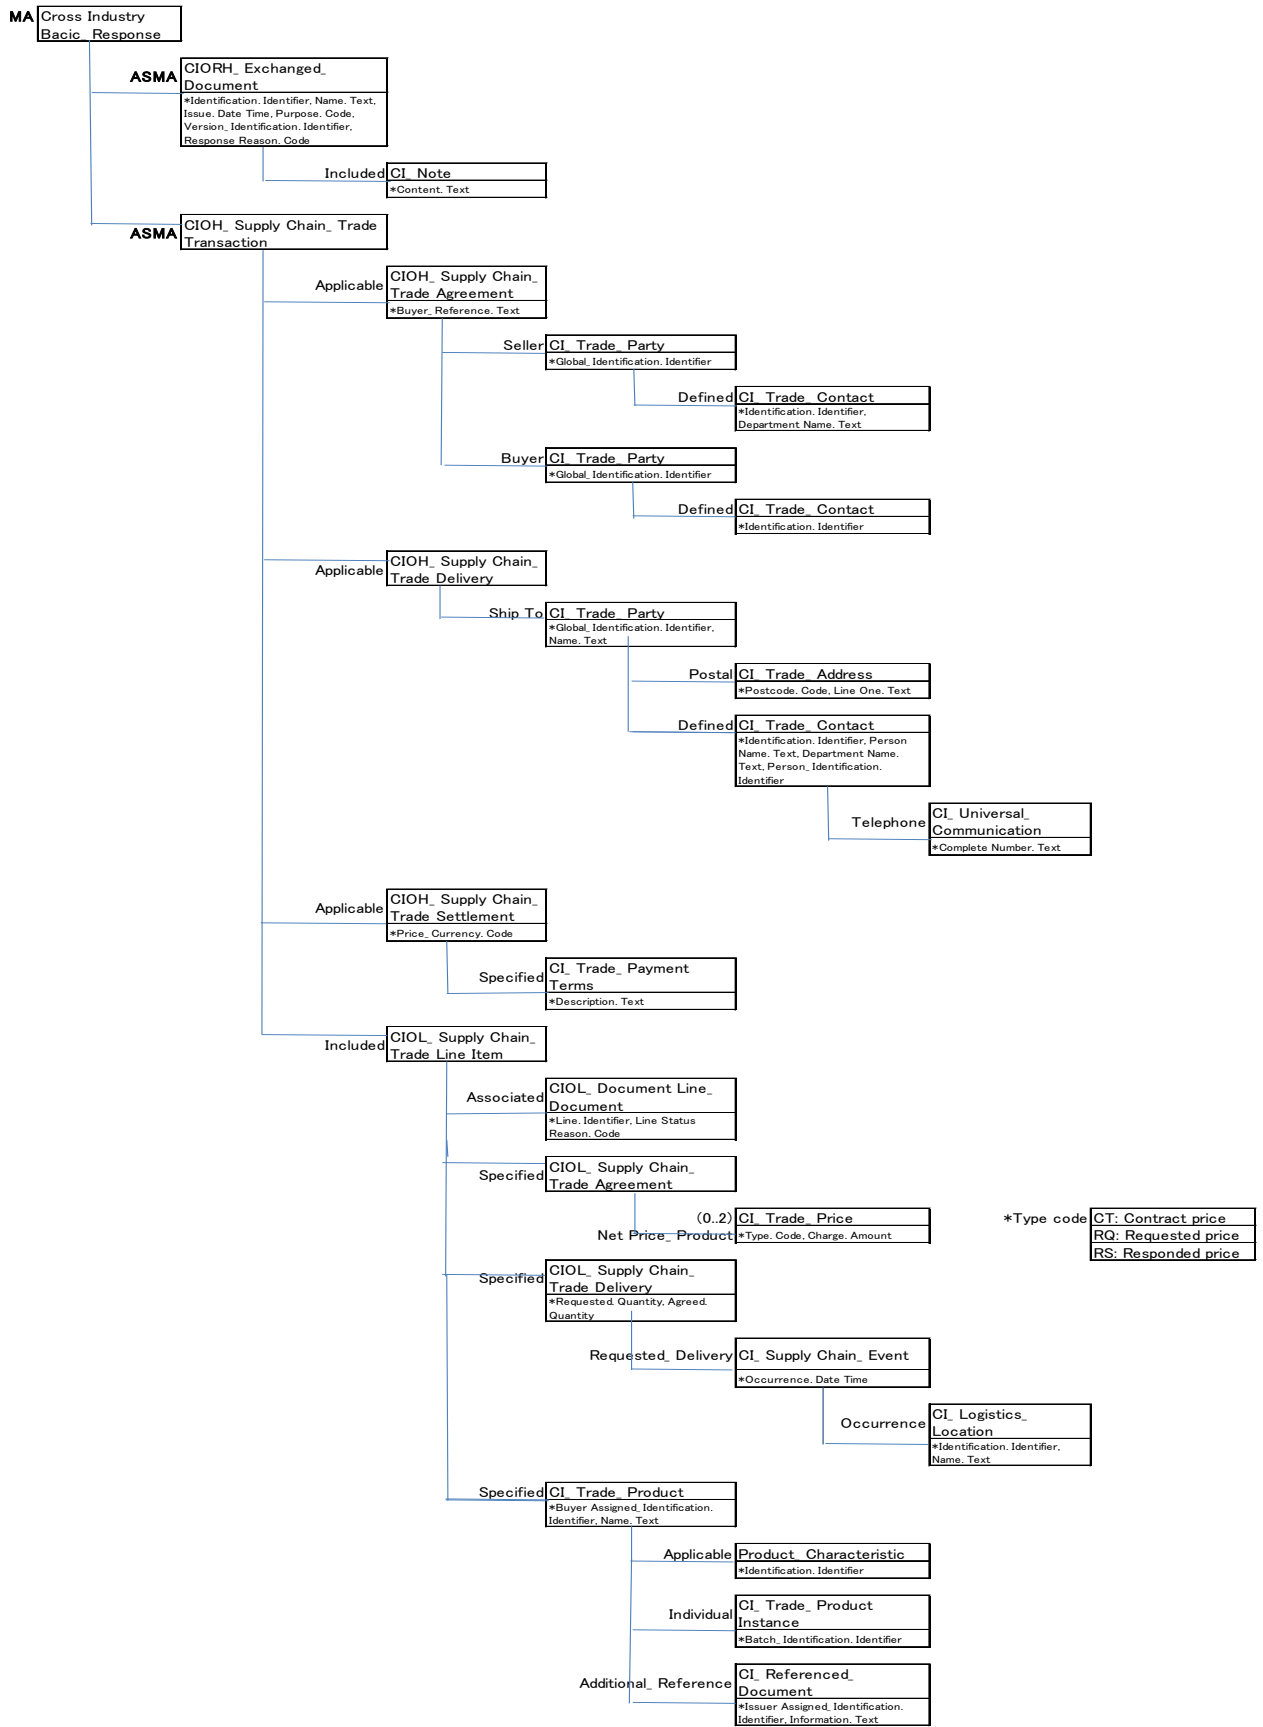 MA
Cross Industry
Bacic_ Response
ASMA
CIORH_ Exchanged_
Document
*Identification. Identifier, Name. Text,
Issue. Date Time, Purpose. Code,
Version_ Identification. Identifier,
Response Reason. Code
Included
CI_ Note
*Content. Text
ASMA
CIOH_ Supply Chain_ Trade
Transaction
Applicable
CIOH_ Supply Chain_
Trade Agreement
*Buyer_ Reference. Text
Seller
CI_ Trade_ Party
*Global_ Identification. Identifier
Defined
CI_ Trade_ Contact
*Identification. Identifier,
Department Name. Text
Buyer
CI_ Trade_ Party
*Global_ Identification. Identifier
Defined
CI_ Trade_ Contact
*Identification. Identifier
Applicable
CIOH_ Supply Chain_
Trade Delivery
Ship To
CI_ Trade_ Party
*Global_ Identification. Identifier,
Name. Text
Postal
CI_ Trade_ Address
*Postcode. Code, Line One. Text
Defined
CI_ Trade_ Contact
*Identification. Identifier, Person
Name. Text, Department Name.
Text, Person_ Identification.
Identifier
Telephone
CI_ Universal_
Communication
*Complete Number. Text
Applicable
CIOH_ Supply Chain_
Trade Settlement
*Price_ Currency. Code
Specified
CI_ Trade_ Payment
Terms
*Description. Text
Included
CIOL_ Supply Chain_
Trade Line Item
Associated
CIOL_ Document Line_
Document
*Line. Identifier, Line Status
Reason. Code
Specified
CIOL_ Supply Chain_
Trade Agreement
(0..2)
Net Price_ Product
CI_ Trade_ Price
*Type. Code, Charge. Amount
*Type code
CT: Contract price
RQ: Requested price
RS: Responded price
Specified
CIOL_ Supply Chain_
Trade Delivery
*Requested. Quantity, Agreed.
Quantity
Requested_ Delivery
CI_ Supply Chain_ Event
*Occurrence. Date Time
Occurrence
CI_ Logistics_
Location
*Identification. Identifier,
Name. Text
Specified
CI_ Trade_ Product
*Buyer Assigned_ Identification.
Identifier, Name. Text
Applicable
Product_ Characteristic
*Identification. Identifier
Individual
CI_ Trade_ Product
Instance
*Batch_ Identification. Identifier
Additional_ Reference
CI_ Referenced_
Document
*Issuer Assigned_ Identification.
Identifier, Information. Text